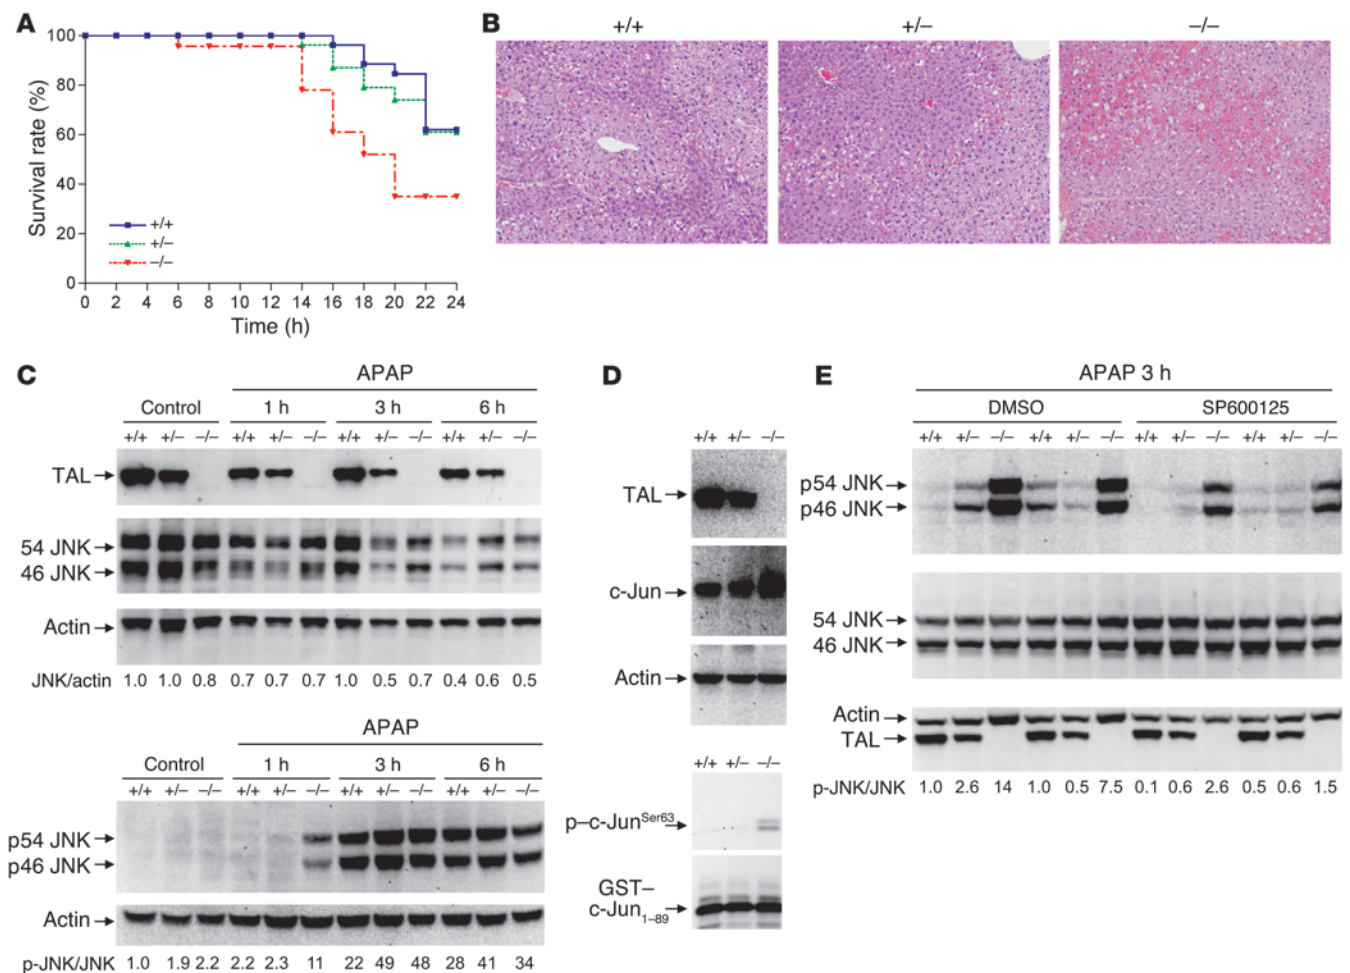 A
Survival rate (%)
100
80
60
40
20
0
+/+
+/–
–/–
0 2 4 6 8 10 12 14 16 18 20 22 24
Time (h)
B
+/+ +/– –/–
C
APAP
Control 1 h 3 h 6 h
+/+ +/– –/– +/+ +/– –/– +/+ +/– –/– +/+ +/– –/–
TAL
54 JNK
46 JNK
Actin
JNK/actin 1.0 1.0 0.8 0.7 0.7 0.7 1.0 0.5 0.7 0.4 0.6 0.5
APAP
Control 1 h 3 h 6 h
+/+ +/– –/– +/+ +/– –/– +/+ +/– –/– +/+ +/– –/–
p54 JNK
p46 JNK
Actin
p-JNK/JNK 1.0 1.9 2.2 2.2 2.3 11 22 49 48 28 41 34
D
+/+ +/– –/–
TAL
c-Jun
Actin
+/+ +/– –/–
p–c-JunSer63
GST–
c-Jun1–89
E
APAP 3 h
DMSO SP600125
+/+ +/– –/– +/+ +/– –/– +/+ +/– –/– +/+ +/– –/–
p54 JNK
p46 JNK
54 JNK
46 JNK
Actin
TAL
p-JNK/JNK 1.0 2.6 14 1.0 0.5 7.5 0.1 0.6 2.6 0.5 0.6 1.5